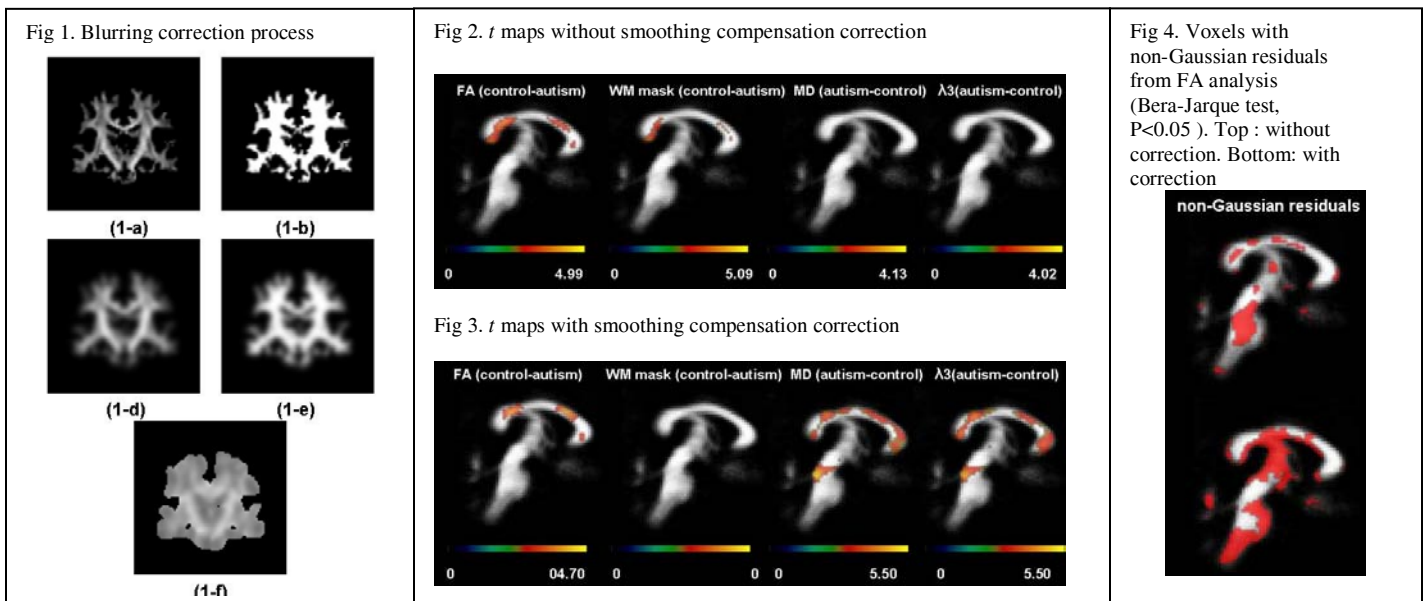 Fig 1. Blurring correction process
(1-a) (1-b)
(1-d) (1-e)
(1-f)
Fig 2. t maps without smoothing compensation correction
FA (control-autism) WM mask (control-autism) MD (autism-control) λ3(autism-control)
0 4.99 0 5.09 0 4.13 0 4.02
Fig 3. t maps with smoothing compensation correction
FA (control-autism) WM mask (control-autism) MD (autism-control) λ3(autism-control)
0 04.70 0 0 0 5.50 0 5.50
Fig 4. Voxels with
non-Gaussian residuals
from FA analysis
(Bera-Jarque test,
P<0.05 ). Top : without
correction. Bottom: with
correction
non-Gaussian residuals